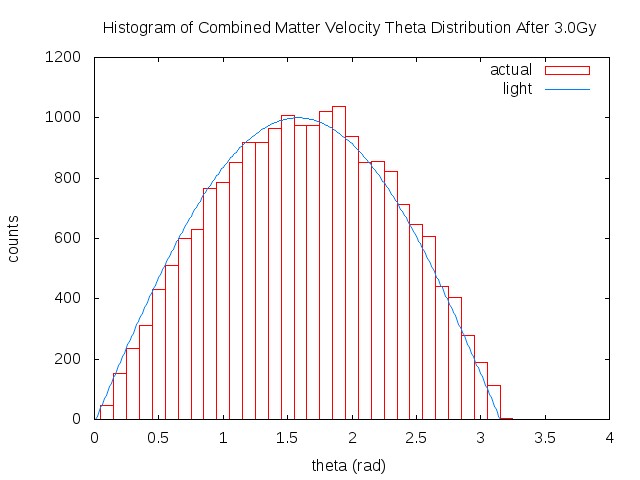 Histogram of Combined Matter Velocity Theta Distribution After 3.0Gy
1200
actual
light
1000
800
600
400
200
0
counts
0 0.5 1 1.5 2 2.5 3 3.5 4
theta (rad)